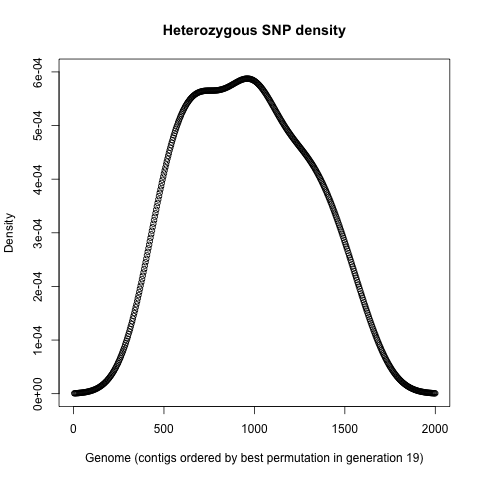 Heterozygous SNP density
Density
6e-04
5e-04
4e-04
3e-04
2e-04
1e-04
0e+00
0 500 1000 1500 2000
Genome (contigs ordered by best permutation in generation 19)